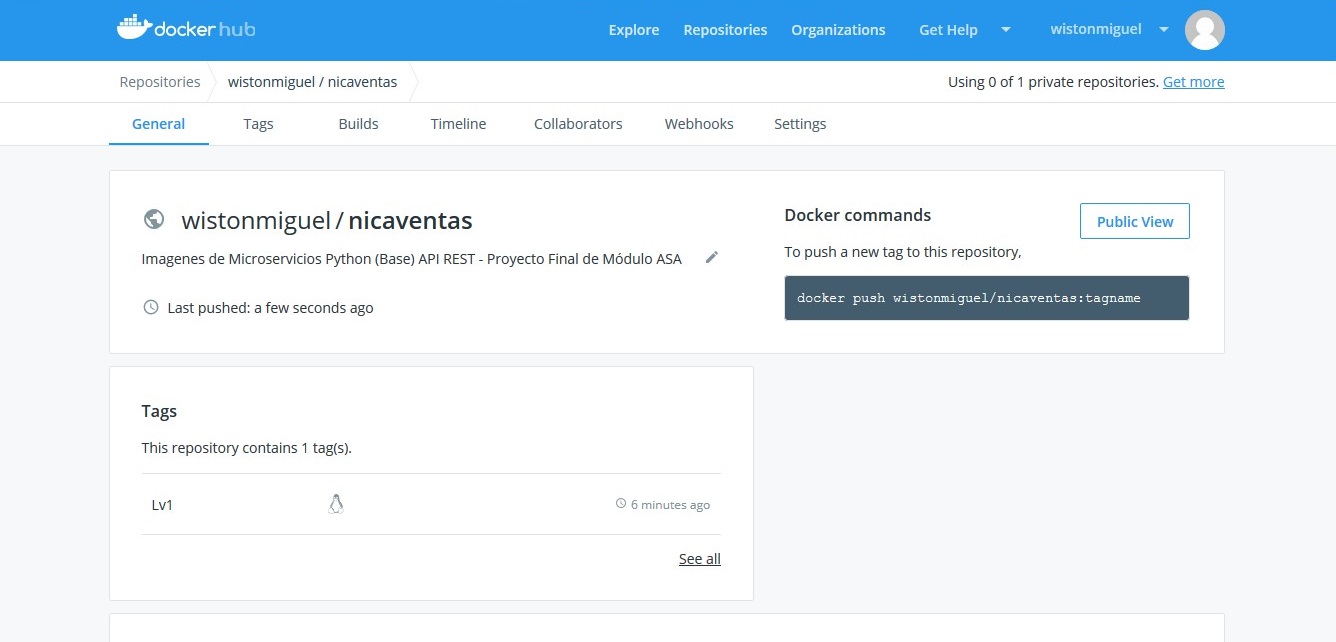 docker hub
Explore Repositories Organizations Get Help wistonmiguel
Repositories wistonmiguel / nicaventas Using 0 of 1 private repositories. Get more
General Tags Builds Timeline Collaborators Webhooks Settings
wistonmiguel / nicaventas
Imagenes de Microservicios Python (Base) API REST - Proyecto Final de Módulo ASA
Last pushed: a few seconds ago
Docker commands
Public View
To push a new tag to this repository,
docker push wistonmiguel/nicaventas:tagname
Tags
This repository contains 1 tag(s).
Lv1 6 minutes ago
See all